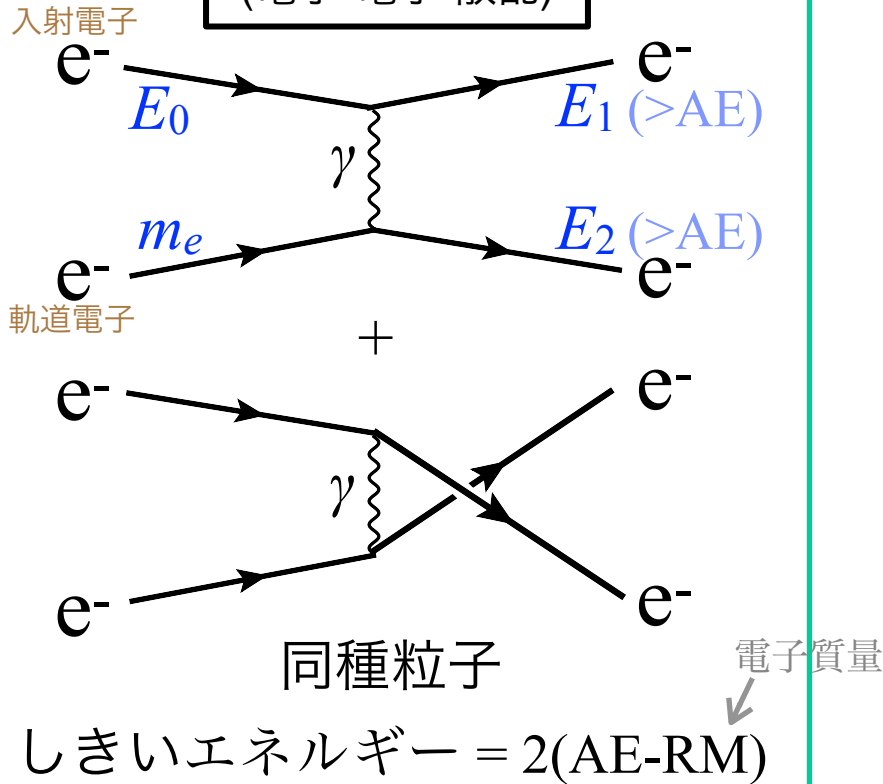 入射電子
e- e-
E0 E1 (>AE)
γ
me E2 (>AE)
e- e-
軌道電子
+
e- e-
γ
e- e-
同種粒子
電子質量
しきいエネルギー = 2(AE-RM)